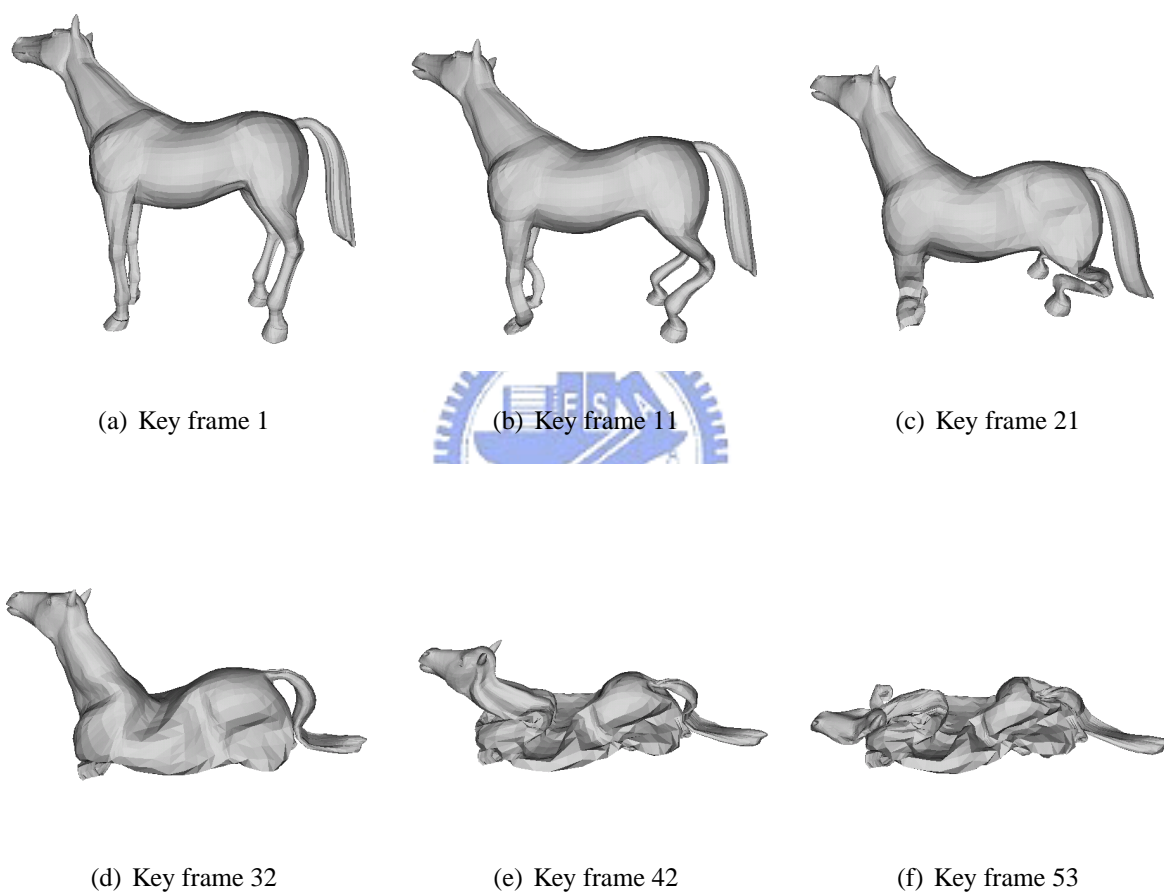 (a) Key frame 1
(b) Key frame 11
(c) Key frame 21
E S A
(d) Key frame 32
(e) Key frame 42
(f) Key frame 53